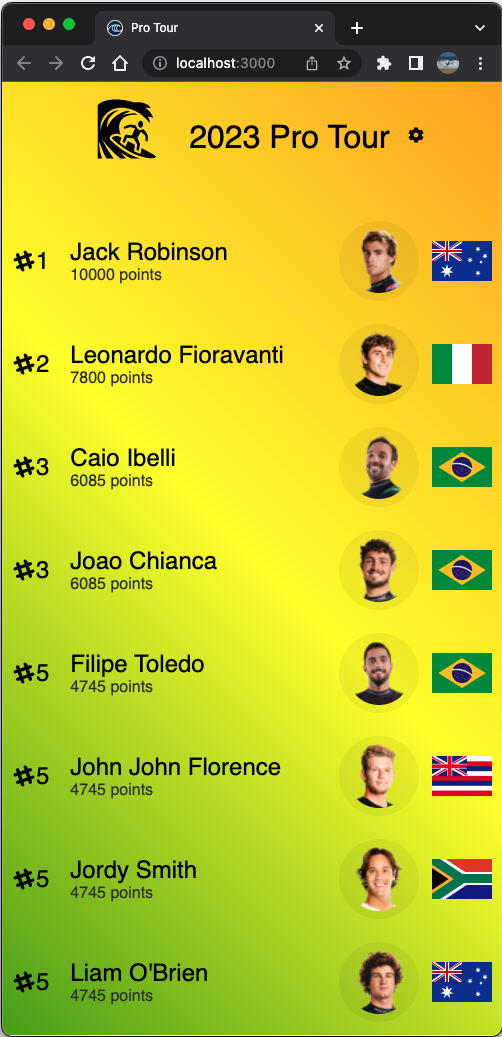 Pro Tour
localhost:3000
2023 Pro Tour
#1
Jack Robinson
10000 points
#2
Leonardo Fioravanti
7800 points
#3
Caio Ibelli
6085 points
#3
Joao Chianca
6085 points
#5
Filipe Toledo
4745 points
#5
John John Florence
4745 points
#5
Jordy Smith
4745 points
#5
Liam O'Brien
4745 points